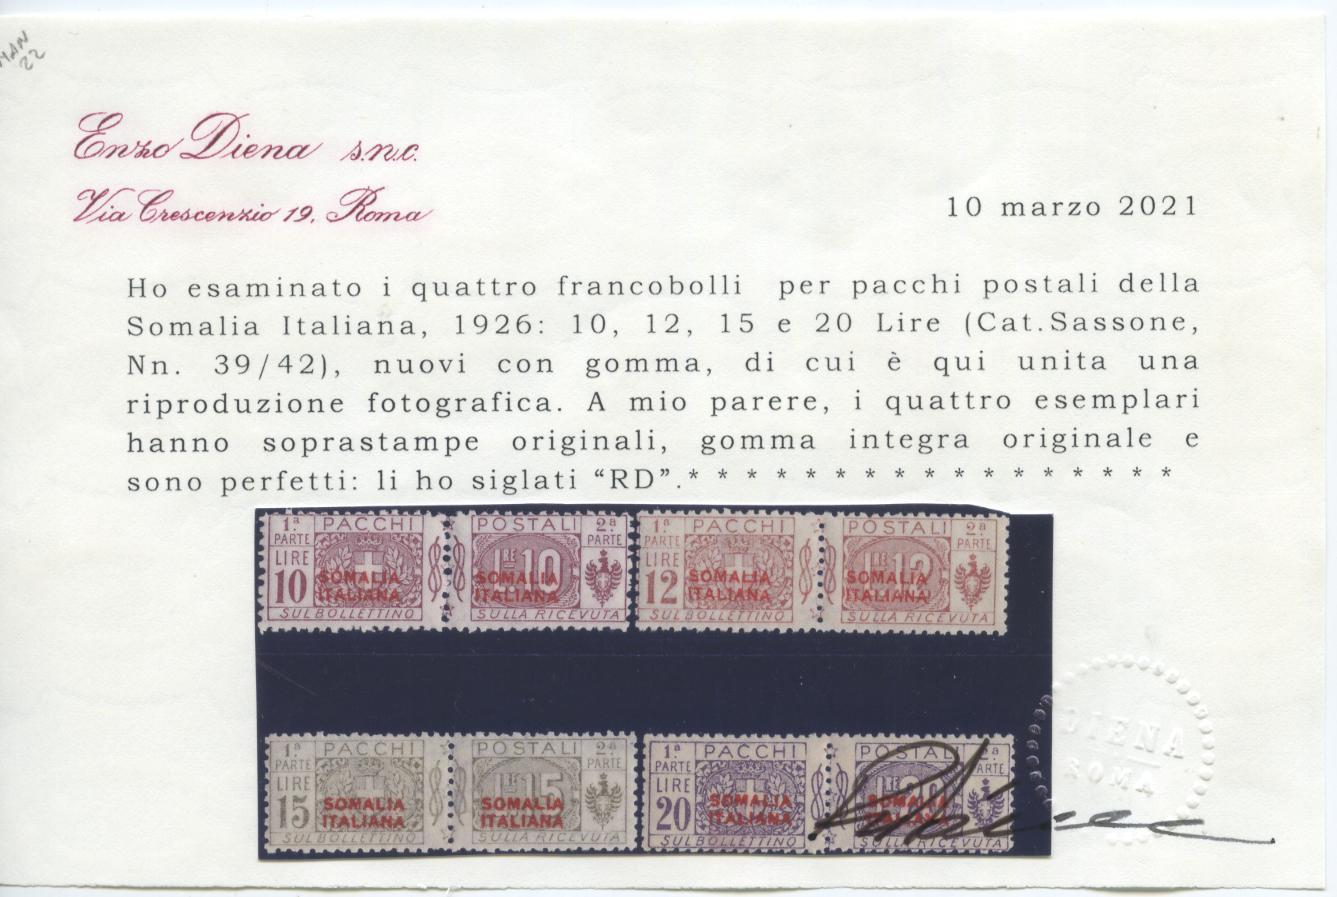 MAN
22
Enzo Diena s.n.c.
Via Crescenzio 19, Roma
10 marzo 2021
Ho esaminato i quattro francobolli per pacchi postali della
Somalia Italiana, 1926: 10, 12, 15 e 20 Lire (Cat.Sassone,
Nn. 39/42), nuovi con gomma, di cui è qui unita una
riproduzione fotografica. A mio parere, i quattro esemplari
hanno soprastampe originali, gomma integra originale e
sono perfetti: li ho siglati “RD”.* * * * * * * * * * * * * * * * *
1ª PARTE PACCHI POSTALI 2ª PARTE
LIRE 10 SOMALIA ITALIANA LIRE 10 SOMALIA ITALIANA
SUL BOLLETTINO SULLA RICEVUTA
1ª PARTE PACCHI POSTALI 2ª PARTE
LIRE 12 SOMALIA ITALIANA LIRE 12 SOMALIA ITALIANA
SUL BOLLETTINO SULLA RICEVUTA
1ª PARTE PACCHI POSTALI 2ª PARTE
LIRE 15 SOMALIA ITALIANA LIRE 15 SOMALIA ITALIANA
SUL BOLLETTINO SULLA RICEVUTA
1ª PARTE PACCHI POSTALI 2ª PARTE
LIRE 20 SOMALIA ITALIANA SOMALIA ITALIANA
SUL BOLLETTINO SULLA RICEVUTA
DIENA
ROMA